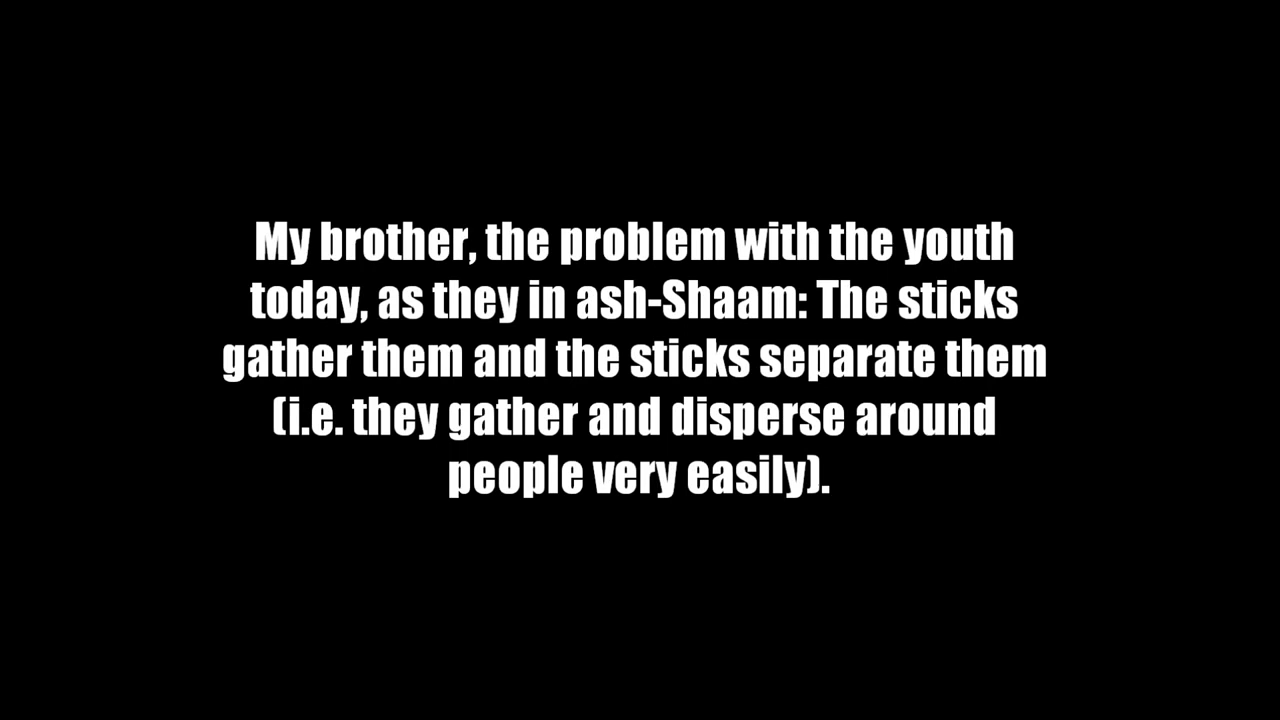 My brother, the problem with the youth
today, as they in ash-Shaam: The sticks
gather them and the sticks separate them
(i.e. they gather and disperse around
people very easily).